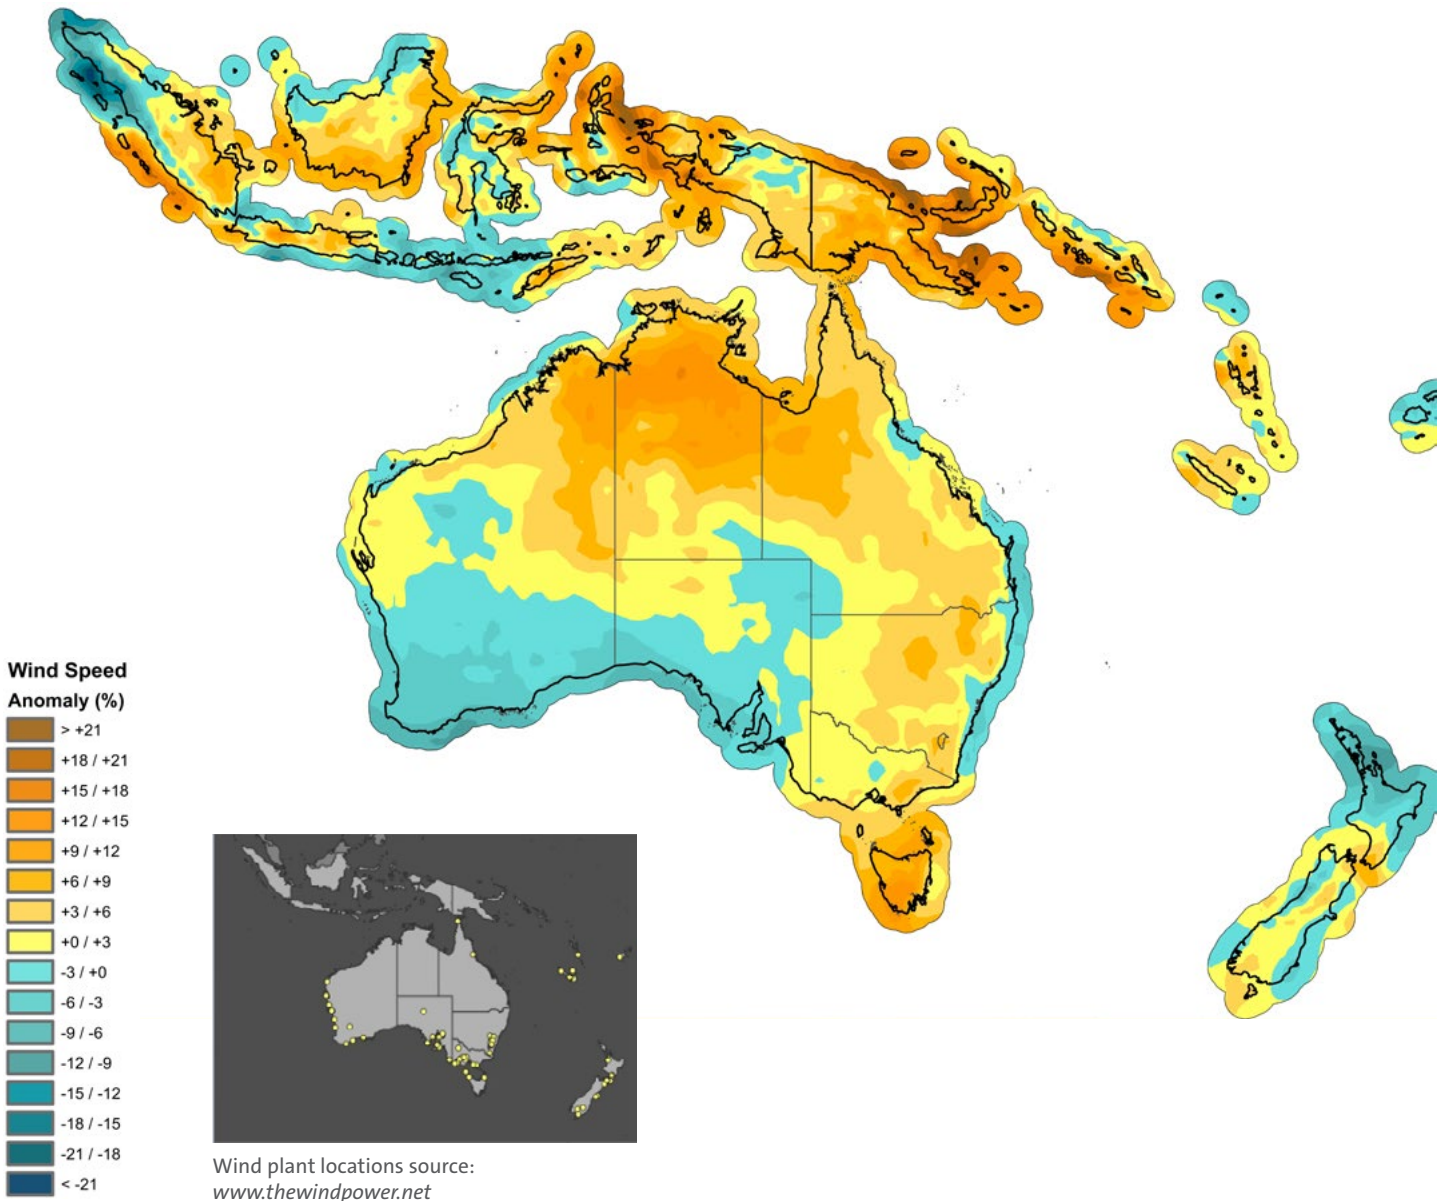 Wind Speed
Anomaly (%)
> +21
+18 / +21
+15 / +18
+12 / +15
+9 / +12
+6 / +9
+3 / +6
+0 / +3
-3 / +0
-6 / -3
-9 / -6
-12 / -9
-15 / -12
-18 / -15
-21 / -18
< -21
Wind plant locations source:
www.thewindpower.net